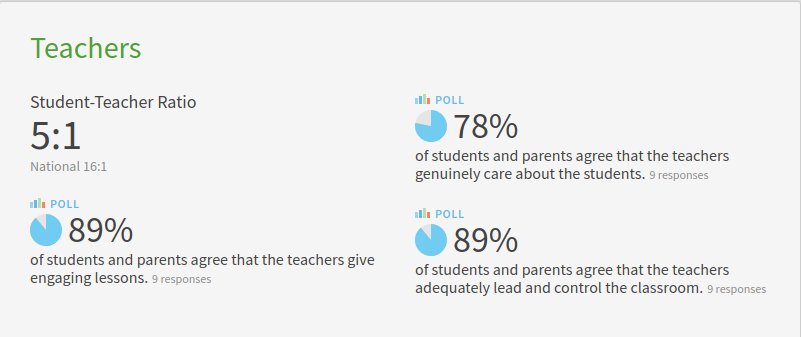 Teachers
Student-Teacher Ratio
5:1
National 16:1
POLL
89%
of students and parents agree that the teachers give
engaging lessons. 9 responses
POLL
78%
of students and parents agree that the teachers
genuinely care about the students. 9 responses
POLL
89%
of students and parents agree that the teachers
adequately lead and control the classroom. 9 responses